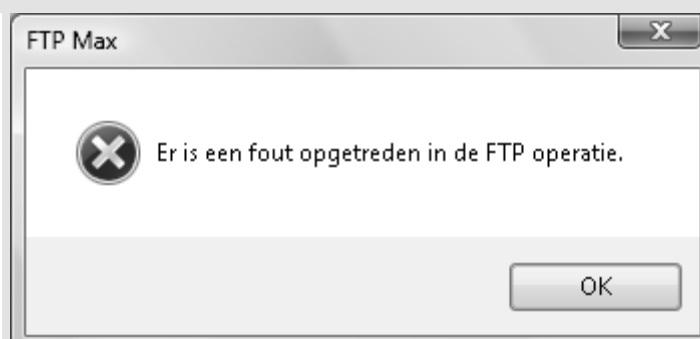 FTP Max
Er is een fout opgetreden in de FTP operatie.
OK